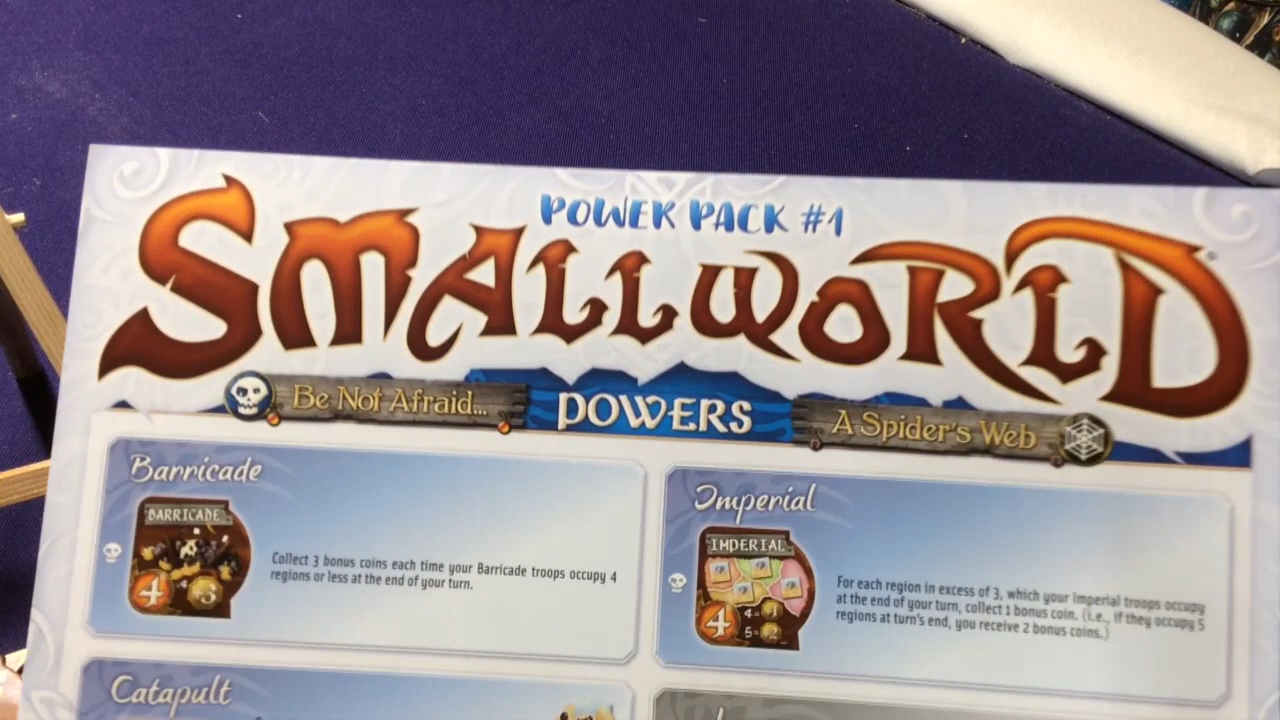 POWER PACK #1
SMALLWORLD
Be Not Afraid...
POWERS
A Spider's Web
Barricade
BARRICADE
4
4
+3
Collect 3 bonus coins each time your Barricade troops occupy 4
regions or less at the end of your turn.
Imperial
IMPERIAL
4
4=
1
5=
2
For each region in excess of 3, which your Imperial troops occupy
at the end of your turn, collect 1 bonus coin. (i.e., if they occupy 5
regions at turn's end, you receive 2 bonus coins.)
Catapult